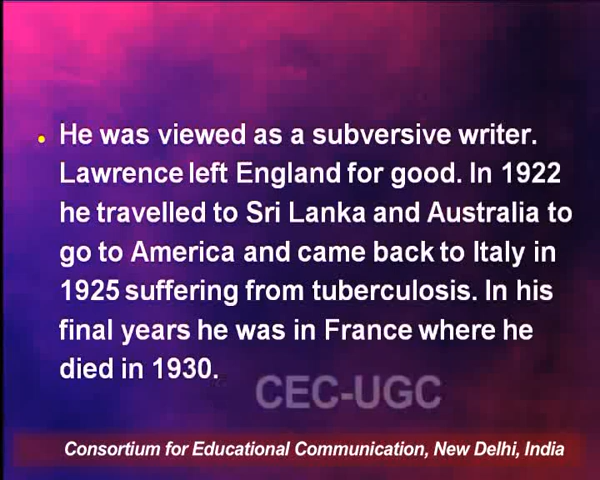 He was viewed as a subversive writer.
Lawrence left England for good. In 1922
he travelled to Sri Lanka and Australia to
go to America and came back to Italy in
1925 suffering from tuberculosis. In his
final years he was in France where he
died in 1930.
CEC-UGC
Consortium for Educational Communication, New Delhi, India